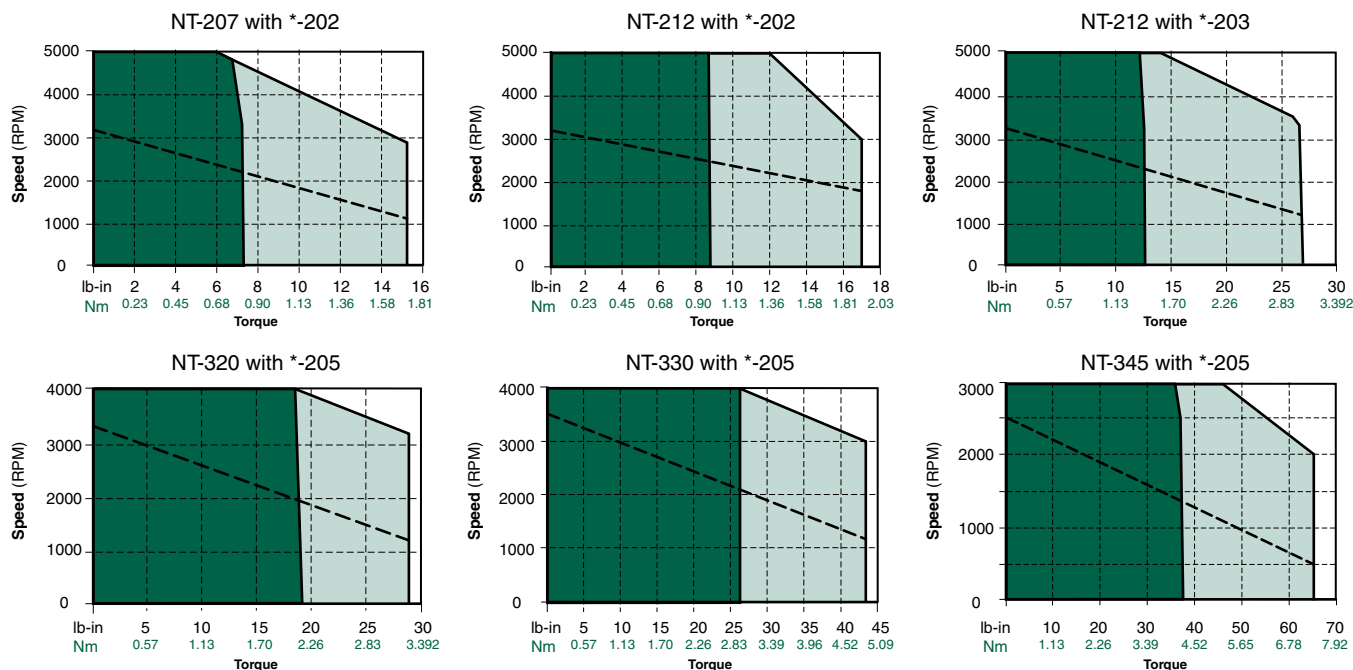 NT-207 with *-202
Speed (RPM)
5000
4000
3000
2000
1000
0
lb-in 2 4 6 8 10 12 14 16
Nm 0.23 0.45 0.68 0.90 1.13 1.36 1.58 1.81
Torque
NT-212 with *-202
Speed (RPM)
5000
4000
3000
2000
1000
0
lb-in 2 4 6 8 10 12 14 16 18
Nm 0.23 0.45 0.68 0.90 1.13 1.36 1.58 1.81 2.03
Torque
NT-212 with *-203
Speed (RPM)
5000
4000
3000
2000
1000
0
lb-in 5 10 15 20 25 30
Nm 0.57 1.13 1.70 2.26 2.83 3.392
Torque
NT-320 with *-205
Speed (RPM)
4000
3000
2000
1000
0
lb-in 5 10 15 20 25 30
Nm 0.57 1.13 1.70 2.26 2.83 3.392
Torque
NT-330 with *-205
Speed (RPM)
4000
3000
2000
1000
0
lb-in 5 10 15 20 25 30 35 40 45
Nm 0.57 1.13 1.70 2.26 2.83 3.39 3.96 4.52 5.09
Torque
NT-345 with *-205
Speed (RPM)
3000
2000
1000
0
lb-in 10 20 30 40 50 60 70
Nm 1.13 2.26 3.39 4.52 5.65 6.78 7.92
Torque